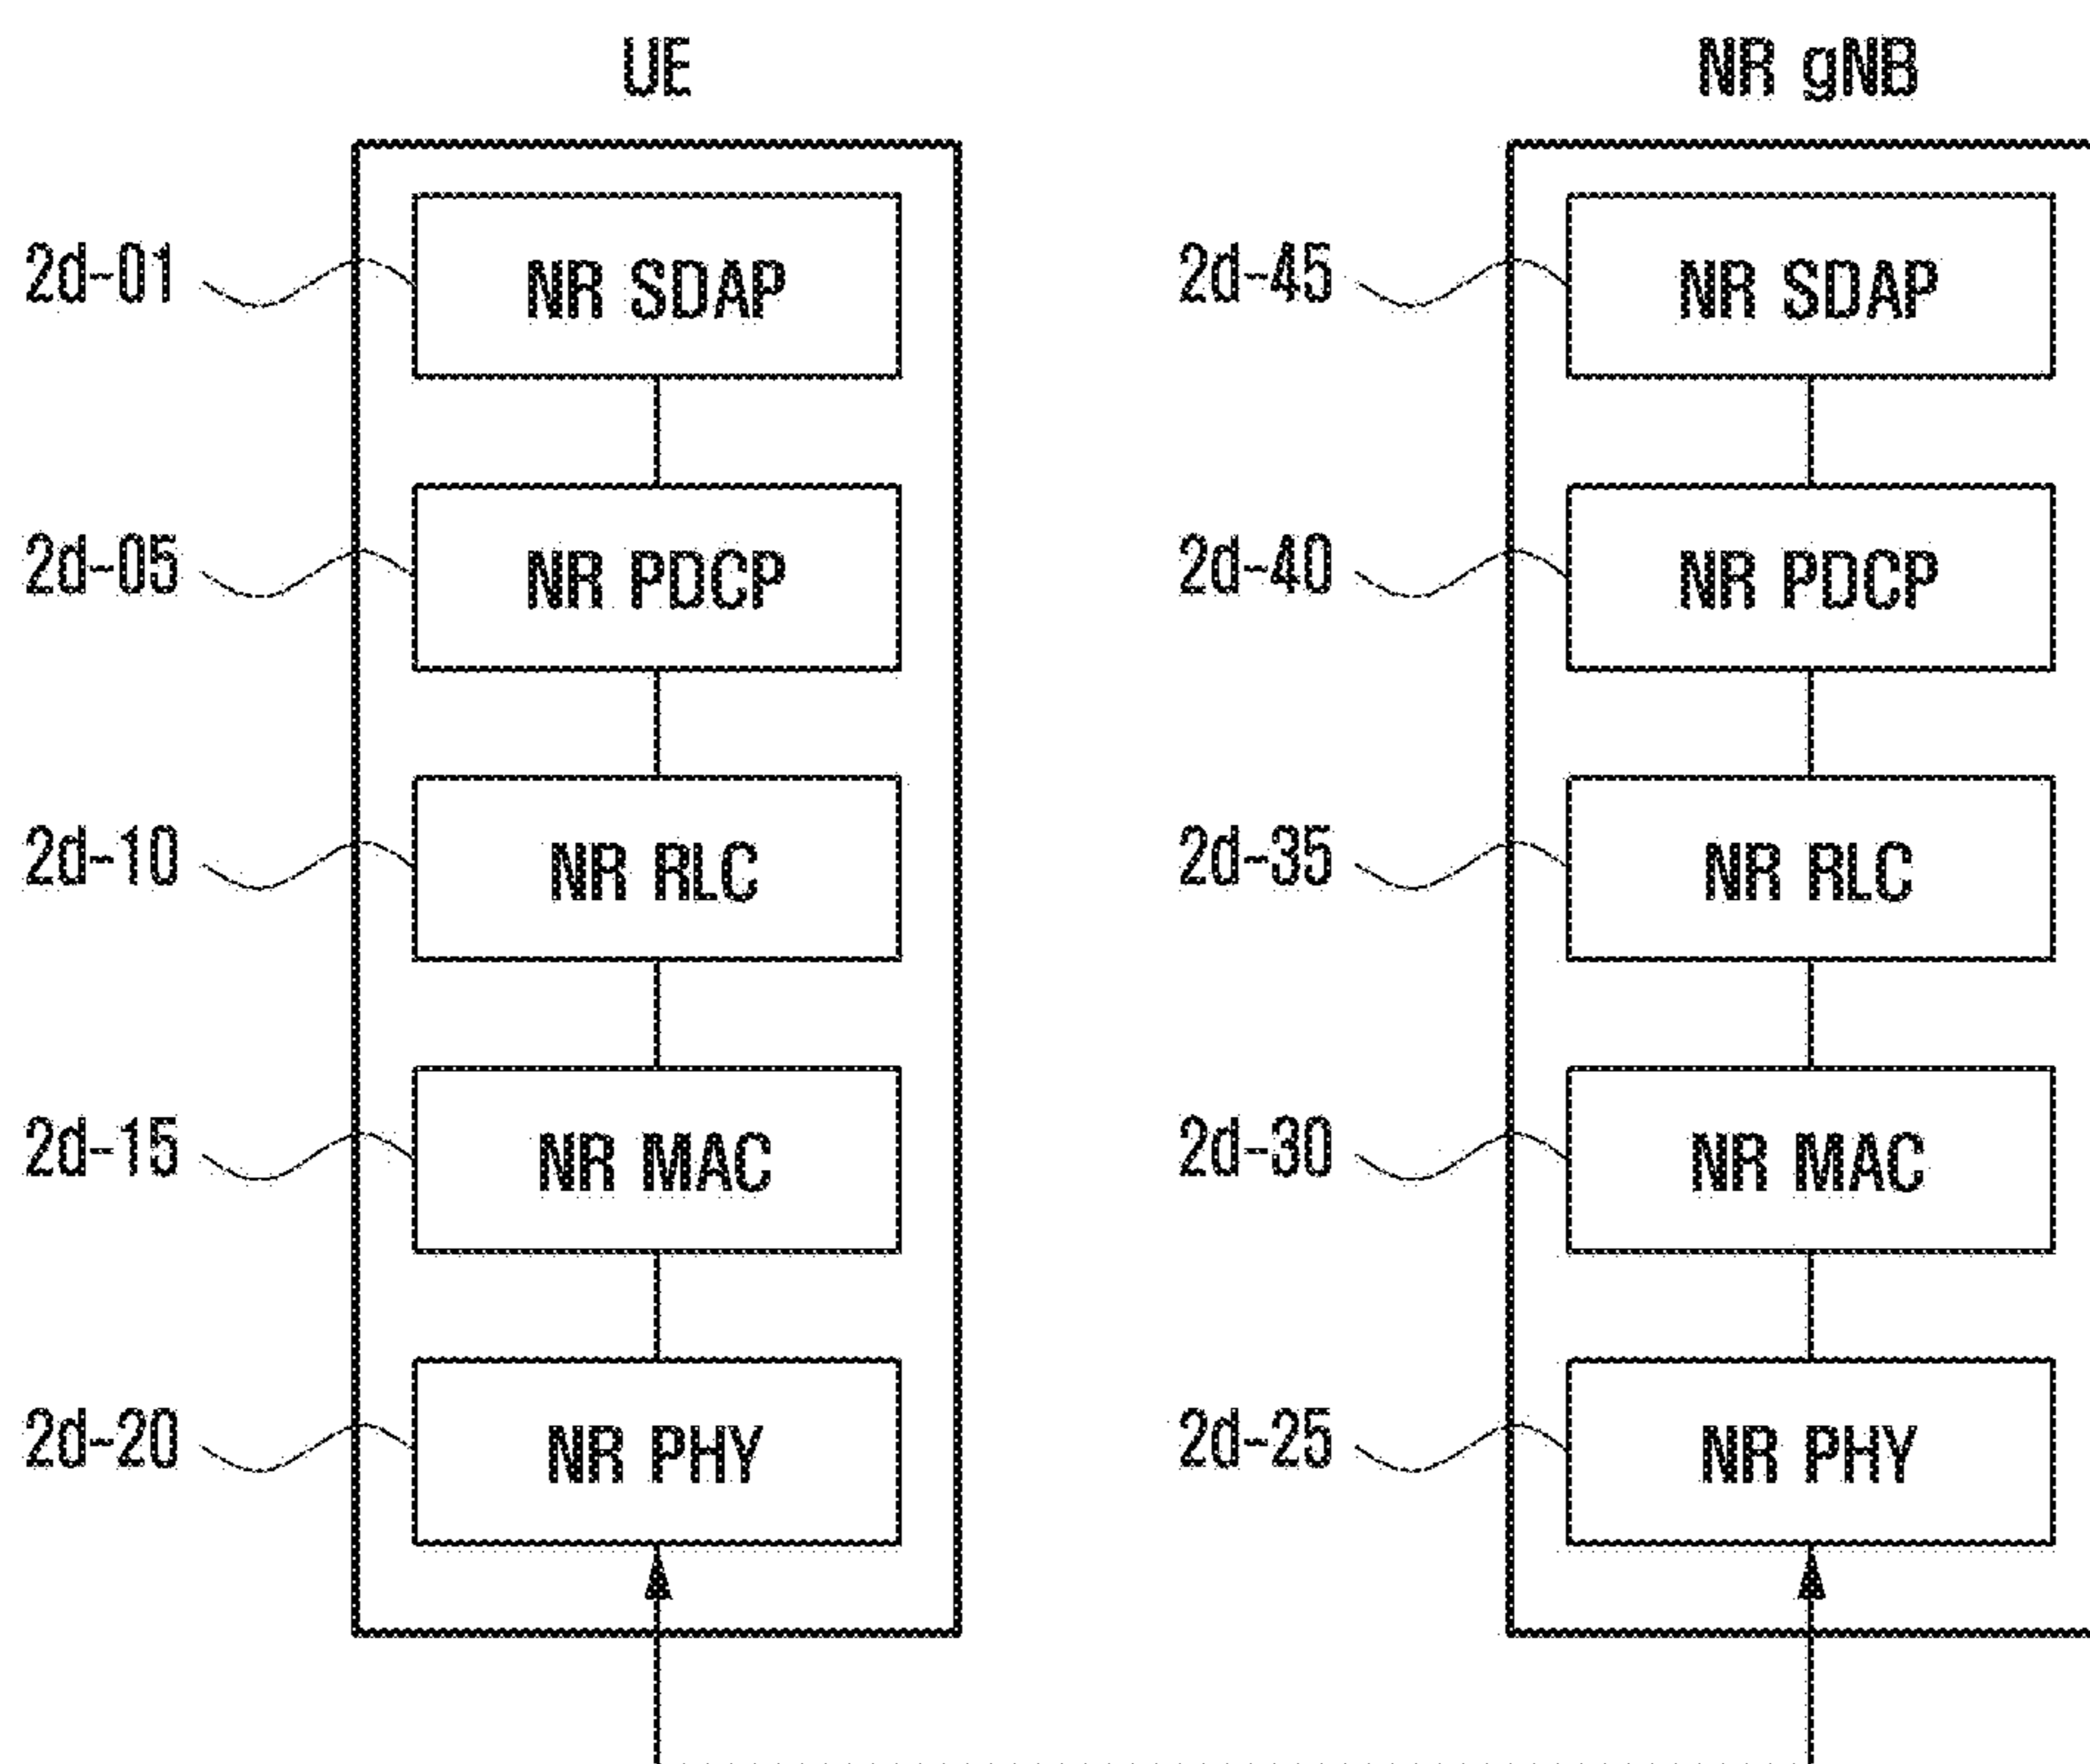 UE NR gNB
2d-01 NR SDAP 2d-45 NR SDAP
2d-05 NR PDCP 2d-40 NR PDCP
2d-10 NR RLC 2d-35 NR RLC
2d-15 NR MAC 2d-30 NR MAC
2d-20 NR PHY 2d-25 NR PHY